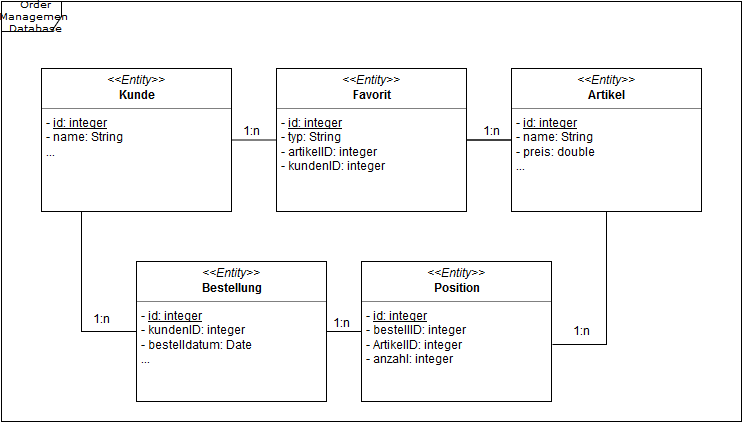 Order
Managemen
Database
<<Entity>>
Kunde
- id: integer
- name: String
...
1:n
<<Entity>>
Favorit
- id: integer
- typ: String
- artikelID: integer
- kundenID: integer
1:n
<<Entity>>
Artikel
- id: integer
- name: String
- preis: double
...
1:n
<<Entity>>
Bestellung
- id: integer
- kundenID: integer
- bestelldatum: Date
...
1:n
<<Entity>>
Position
- id: integer
- bestellID: integer
- ArtikelID: integer
- anzahl: integer
1:n